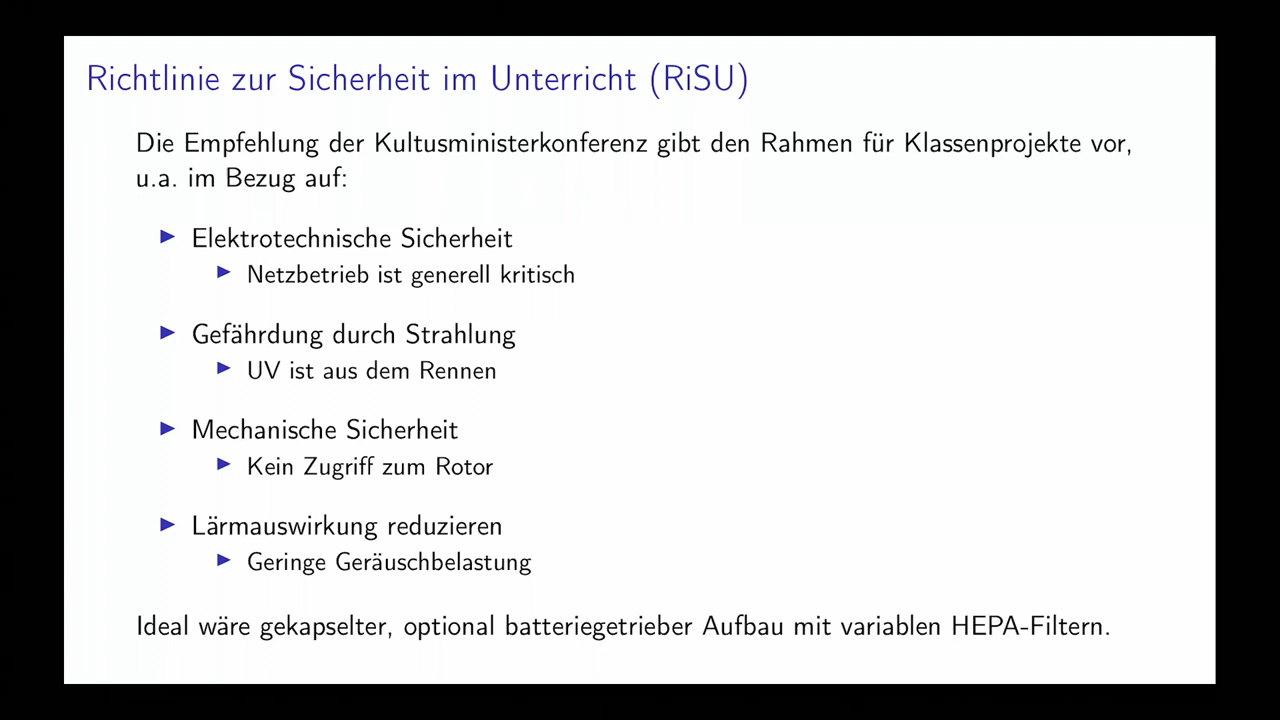 Richtlinie zur Sicherheit im Unterricht (RiSU)
Die Empfehlung der Kultusministerkonferenz gibt den Rahmen für Klassenprojekte vor,
u.a. im Bezug auf:
Elektrotechnische Sicherheit
Netzbetrieb ist generell kritisch
Gefährdung durch Strahlung
UV ist aus dem Rennen
Mechanische Sicherheit
Kein Zugriff zum Rotor
Lärmauswirkung reduzieren
Geringe Geräuschbelastung
Ideal wäre gekapselter, optional batteriegetrieber Aufbau mit variablen HEPA-Filtern.